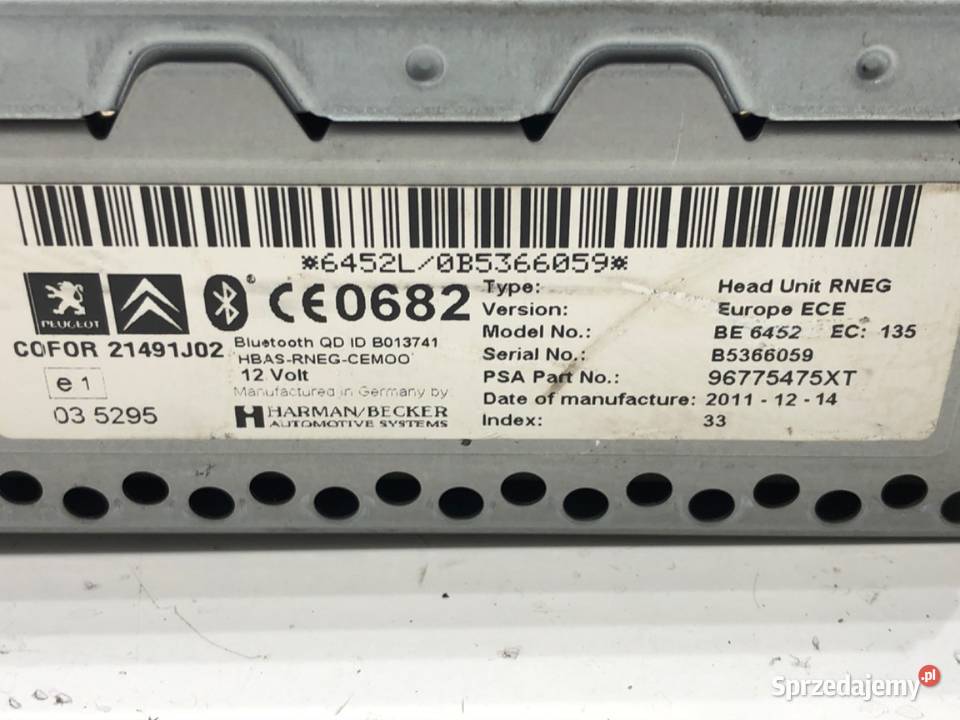 *6452L/0B5366059*
PEUGEOT
CE0682
COFOR 21491J02
e1
03 5295
Bluetooth QD ID B013741
HBAS-RNEG-CEM00
12 Volt
Manufactured in Germany by
HARMAN/BECKER
AUTOMOTIVE SYSTEMS
Type: Head Unit RNEG
Version: Europe ECE
Model No.: BE 6452 EC: 135
Serial No.: B5366059
PSA Part No.: 96775475XT
Date of manufacture: 2011 - 12 - 14
Index: 33
Sprzedajemy.pl